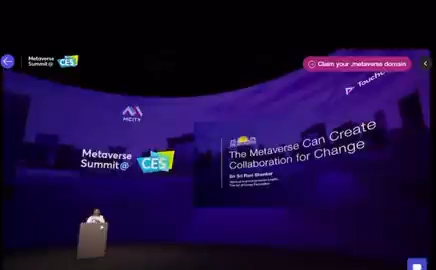 Metaverse
Summit @ CES
Claim your .metaverse domain
MCITY
Metaverse
Summit@ CES
The Metaverse Can Create
Collaboration for Change
Sri Ravi Shankar